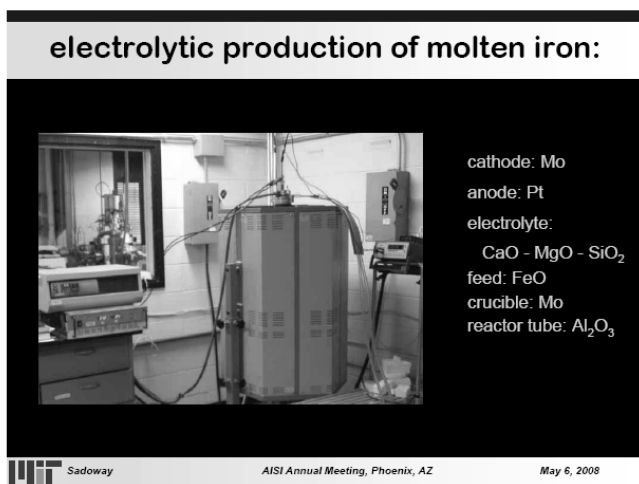 electrolytic production of molten iron:
cathode: Mo
anode: Pt
electrolyte:
CaO - MgO - SiO₂
feed: FeO
crucible: Mo
reactor tube: Al₂O₃
MIT Sadoway AISI Annual Meeting, Phoenix, AZ May 6, 2008